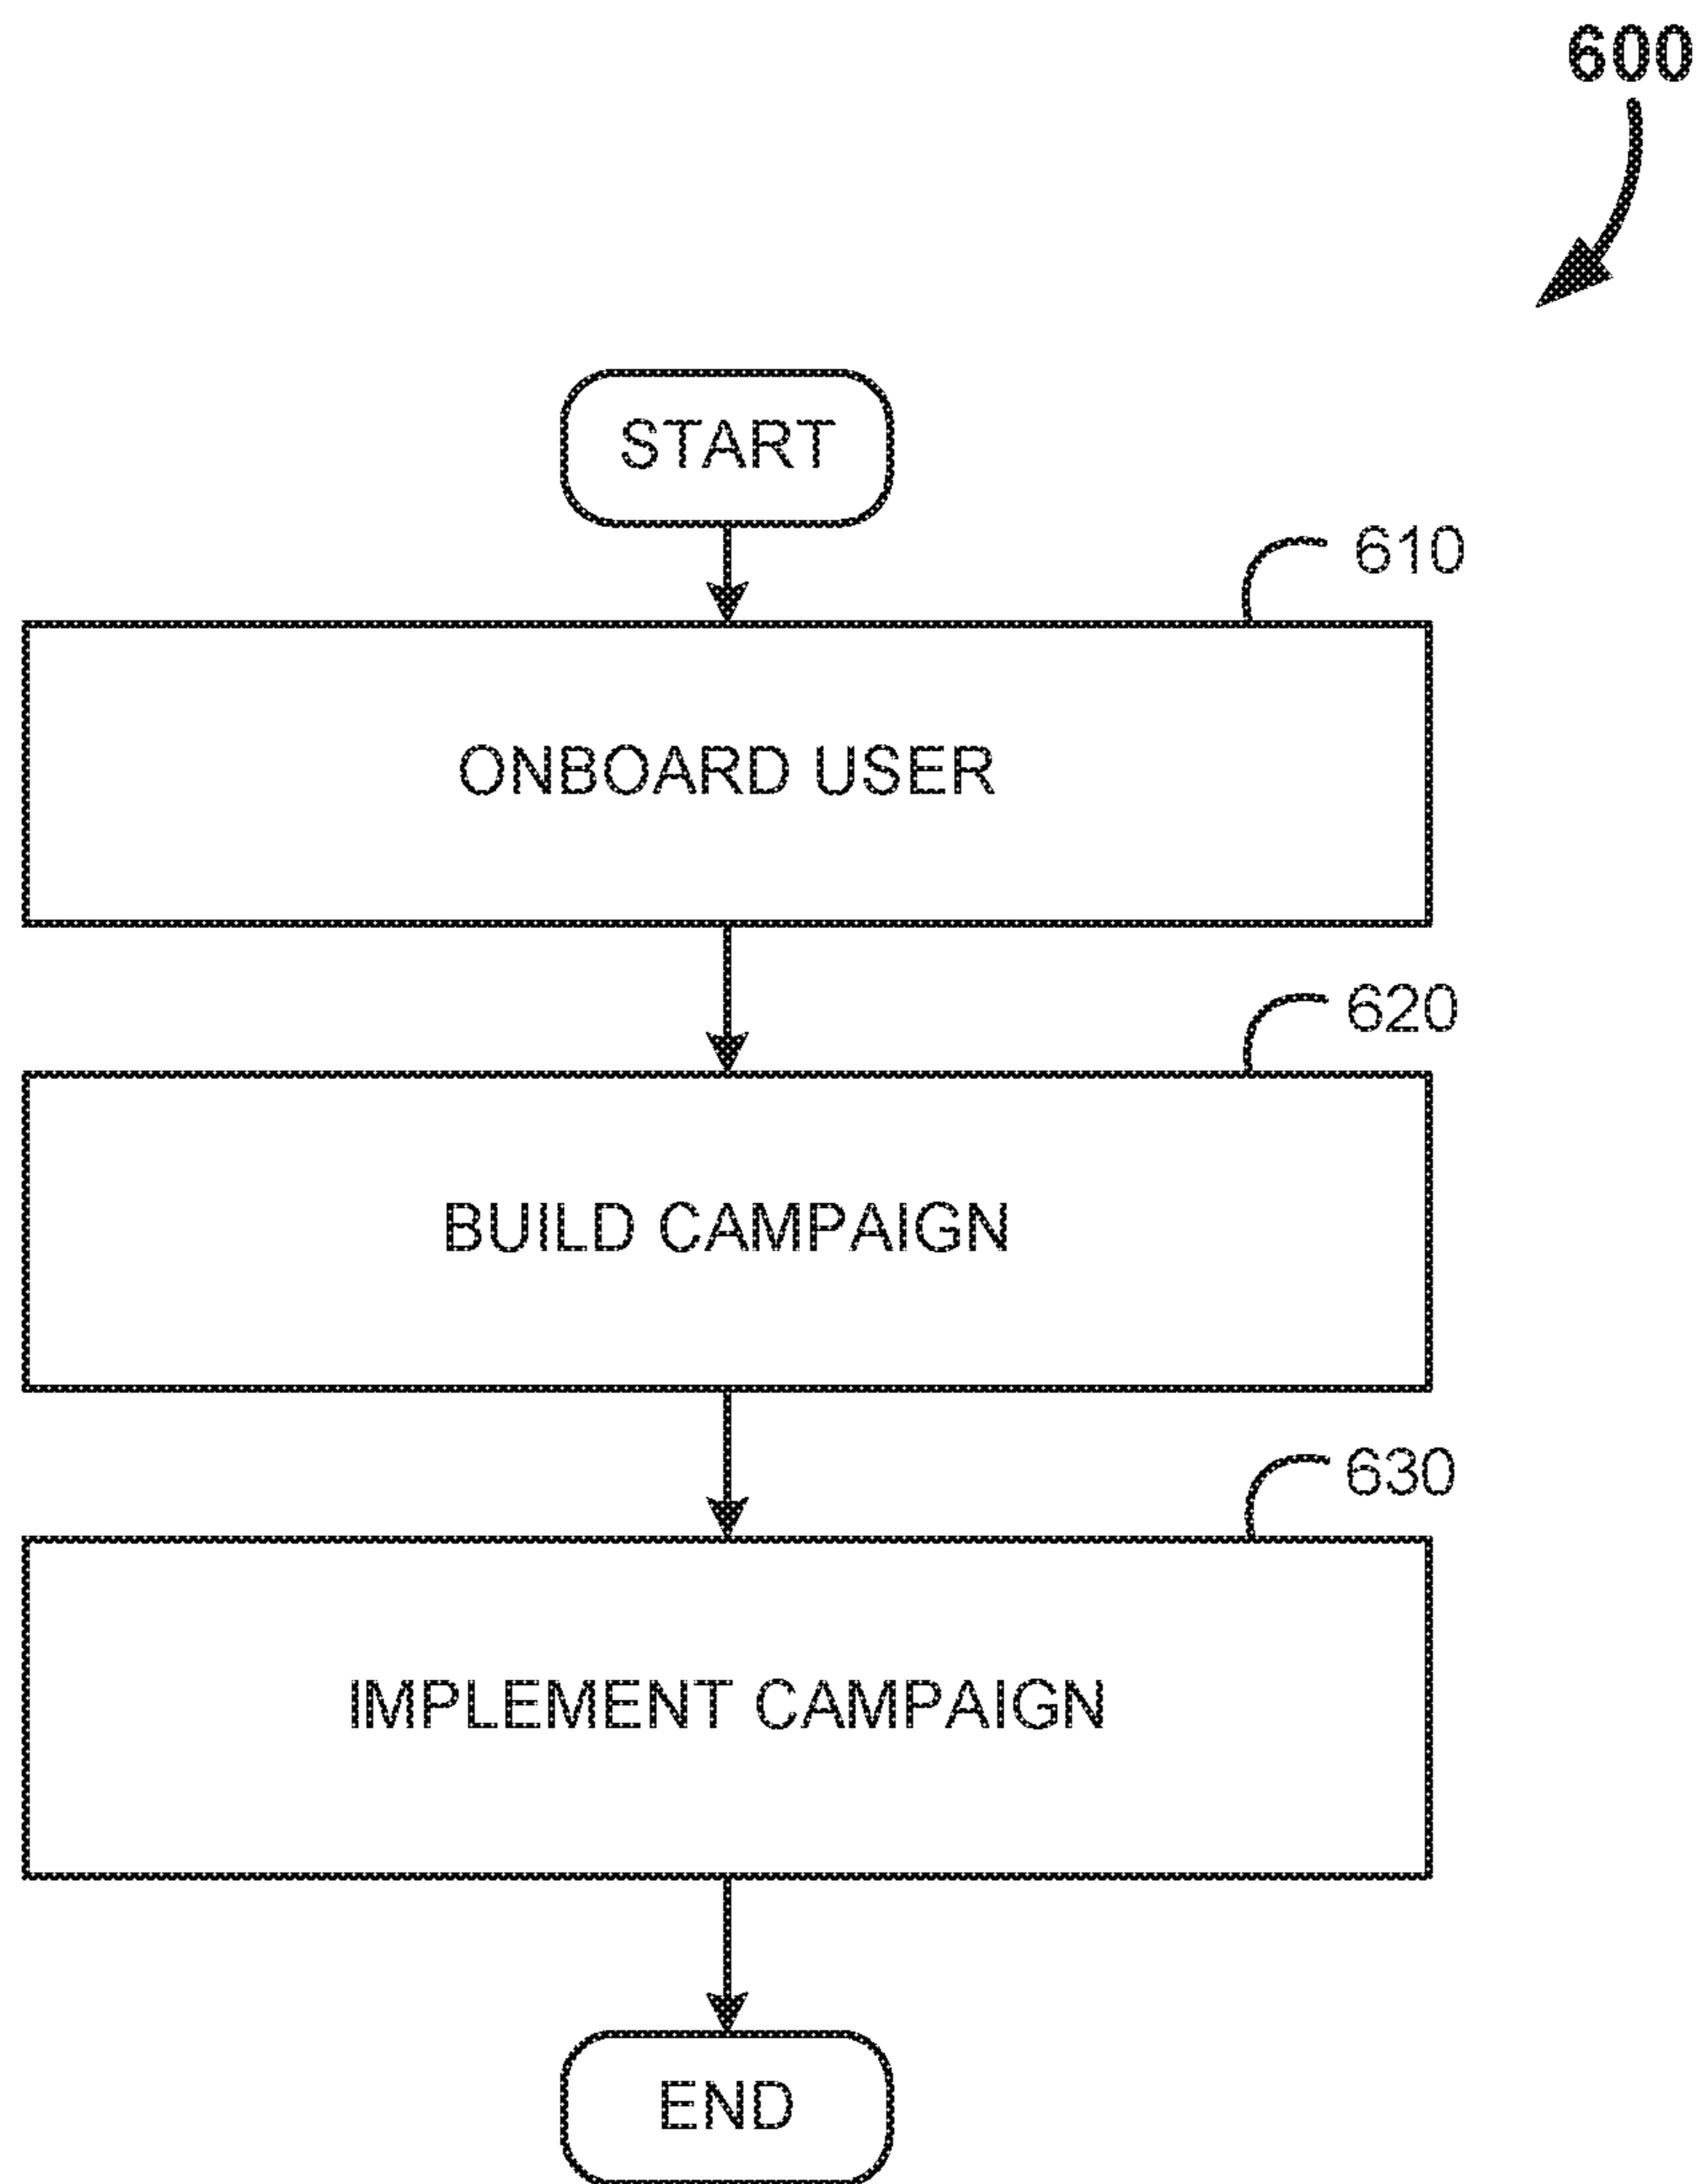 600
START
610
ONBOARD USER
620
BUILD CAMPAIGN
630
IMPLEMENT CAMPAIGN
END